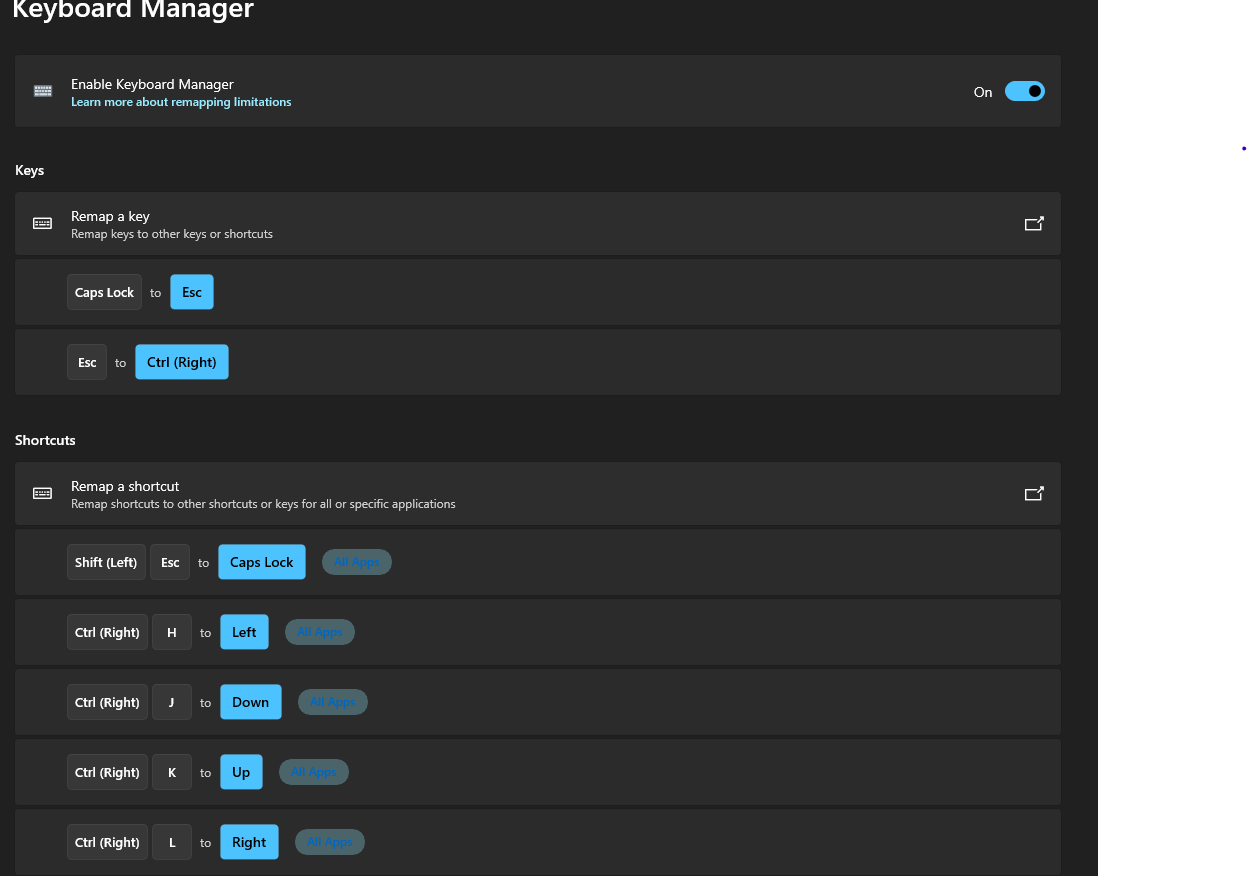 Keyboard Manager
Enable Keyboard Manager
Learn more about remapping limitations
On
Keys
Remap a key
Remap keys to other keys or shortcuts
Caps Lock to Esc
Esc to Ctrl (Right)
Shortcuts
Remap a shortcut
Remap shortcuts to other shortcuts or keys for all or specific applications
Shift (Left) Esc to Caps Lock All Apps
Ctrl (Right) H to Left All Apps
Ctrl (Right) J to Down All Apps
Ctrl (Right) K to Up All Apps
Ctrl (Right) L to Right All Apps